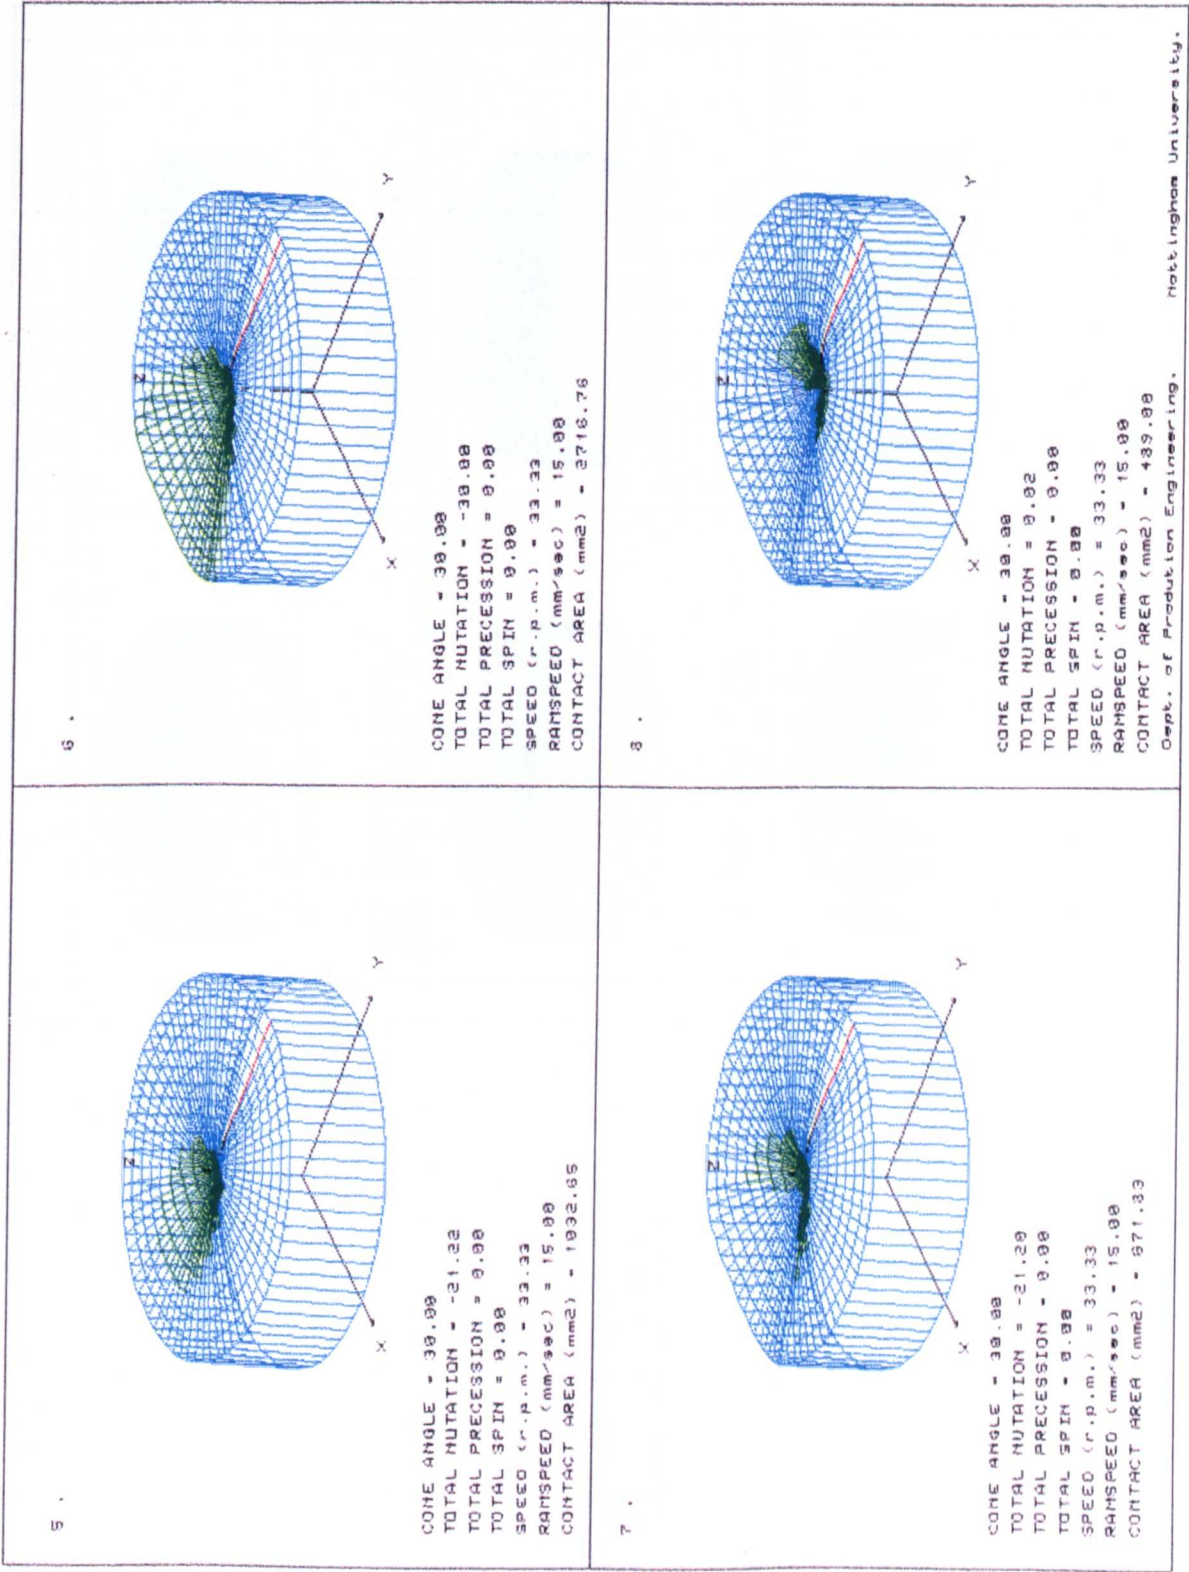 5 .
Z
X
Y
CONE ANGLE = 30.00
TOTAL NUTATION = -21.22
TOTAL PRECESSION = 0.00
TOTAL SPIN = 0.00
SPEED (r.p.m.) = 33.33
RAMSPEED (mm/sec) = 15.00
CONTACT AREA (mm2) = 1032.65
6 .
Z
X
Y
CONE ANGLE = 30.00
TOTAL NUTATION = -30.00
TOTAL PRECESSION = 0.00
TOTAL SPIN = 0.00
SPEED (r.p.m.) = 33.33
RAMSPEED (mm/sec) = 15.00
CONTACT AREA (mm2) = 2716.76
7 .
Z
X
Y
CONE ANGLE = 30.00
TOTAL NUTATION = -21.20
TOTAL PRECESSION = 0.00
TOTAL SPIN = 0.00
SPEED (r.p.m.) = 33.33
RAMSPEED (mm/sec) = 15.00
CONTACT AREA (mm2) = 671.83
8 .
Z
X
Y
CONE ANGLE = 30.00
TOTAL NUTATION = 0.02
TOTAL PRECESSION = 0.00
TOTAL SPIN = 0.00
SPEED (r.p.m.) = 33.33
RAMSPEED (mm/sec) = 15.00
CONTACT AREA (mm2) = 489.00
Dept. of Prodution Engineering. Nottingham University.